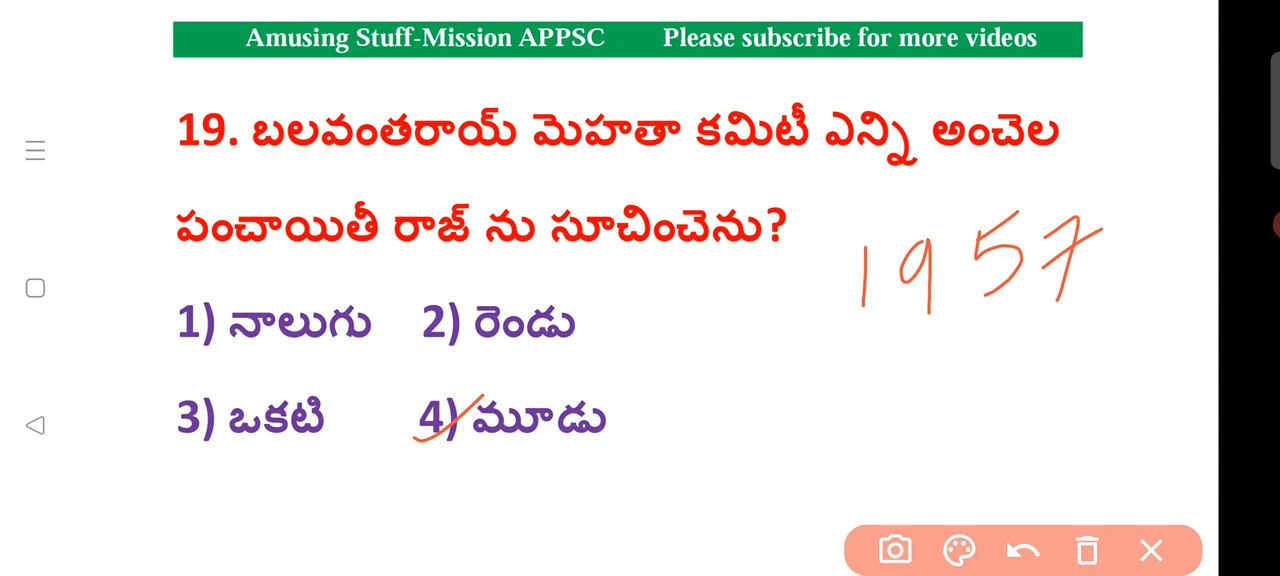 Amusing Stuff-Mission APPSC Please subscribe for more videos
19. బలవంతరాయ్ మెహతా కమిటీ ఎన్ని అంచెల
పంచాయితీ రాజ్ ను సూచించెను?
1957
1) నాలుగు 2) రెండు
3) ఒకటి 4) మూడు